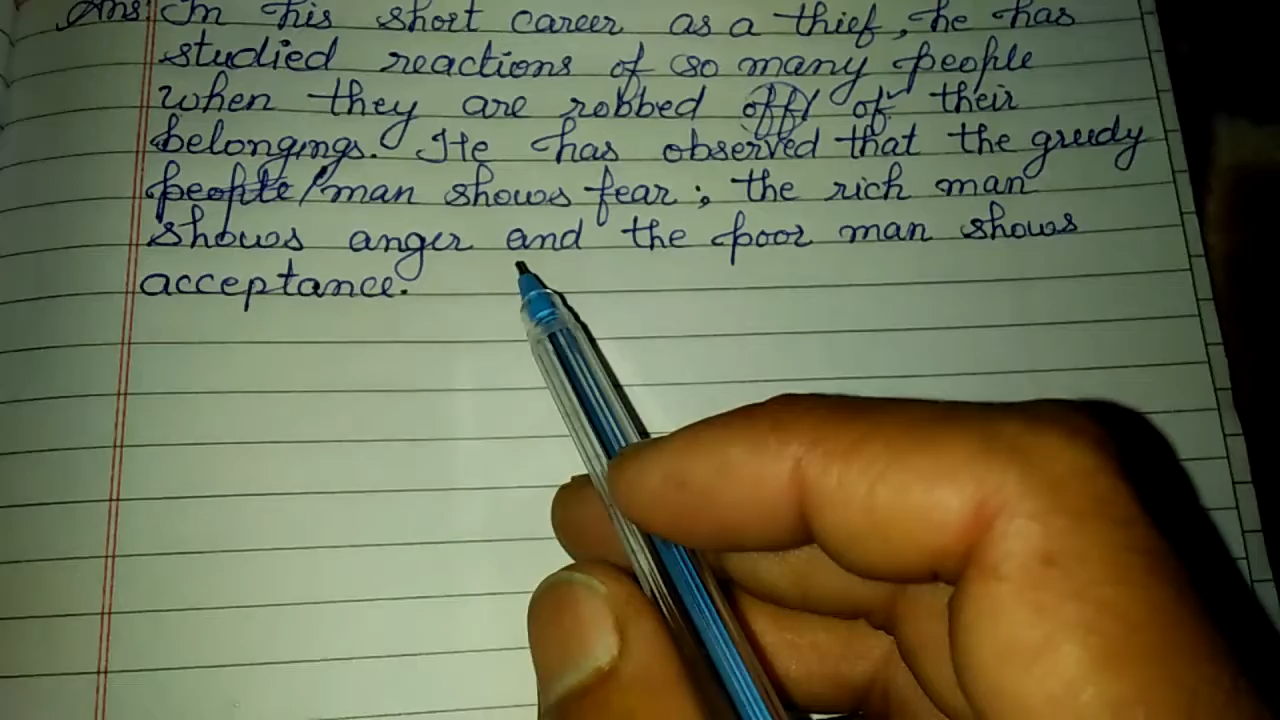 Ans: In his short career as a thief, he has
studied reactions of so many people
when they are robbed off of their
belongings. He has observed that the greedy
people/man shows fear; the rich man
shows anger and the poor man shows
acceptance.